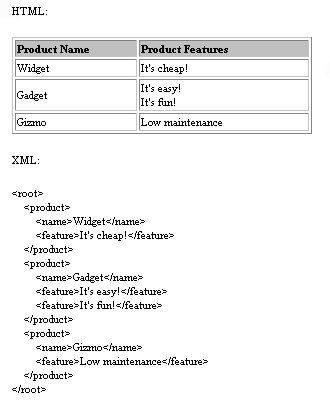 HTML:
Product Name Product Features
Widget It's cheap!
Gadget It's easy!
It's fun!
Gizmo Low maintenance
XML:
<root>
<product>
<name>Widget</name>
<feature>It's cheap!</feature>
</product>
<product>
<name>Gadget</name>
<feature>It's easy!</feature>
<feature>It's fun!</feature>
</product>
<product>
<name>Gizmo</name>
<feature>Low maintenance</feature>
</product>
</root>